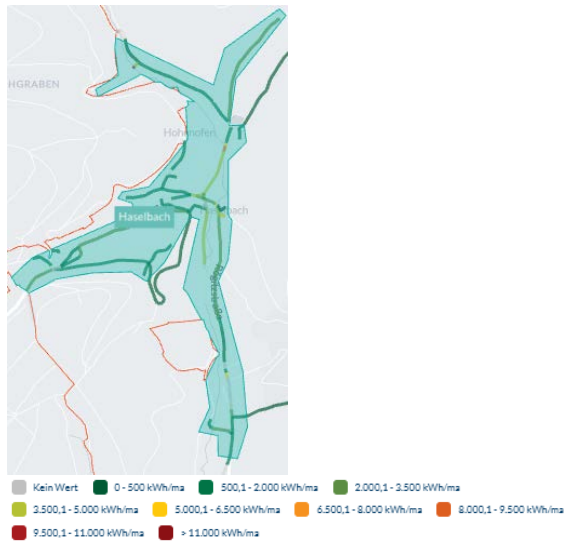 HGRABEN
Hohenofen
Haselbach
Kein Wert
0 - 500 kWh/ma
500,1 - 2.000 kWh/ma
2.000,1 - 3.500 kWh/ma
3.500,1 - 5.000 kWh/ma
5.000,1 - 6.500 kWh/ma
6.500,1 - 8.000 kWh/ma
8.000,1 - 9.500 kWh/ma
9.500,1 - 11.000 kWh/ma
> 11.000 kWh/ma